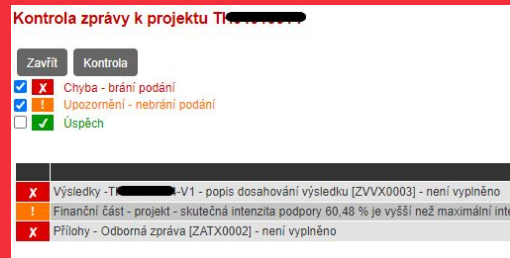 Kontrola zprávy k projektu
Zavřít Kontrola
X Chyba - brání podání
! Upozornění - nebrání podání
✓ Úspěch
X Výsledky - -V1 - popis dosahování výsledku [ZVVX0003] - není vyplněno
! Finanční část - projekt - skutečná intenzita podpory 60,48 % je vyšší než maximální
X Přílohy - Odborná zpráva [ZATX0002] - není vyplněno